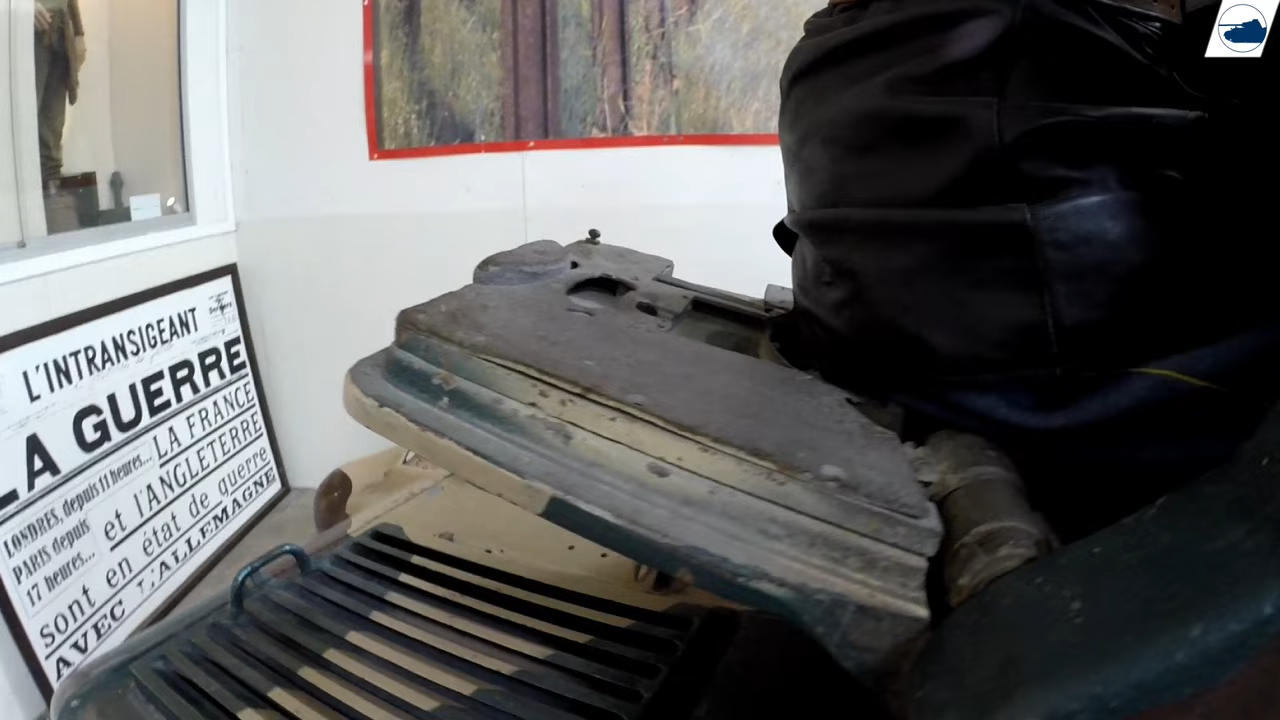 L'INTRANSIGEANT
LA GUERRE
LONDRES, depuis 11 heures...
PARIS depuis
17 heures...
LA FRANCE
et l'ANGLETERRE
sont en état de guerre
AVEC L'ALLEMAGNE